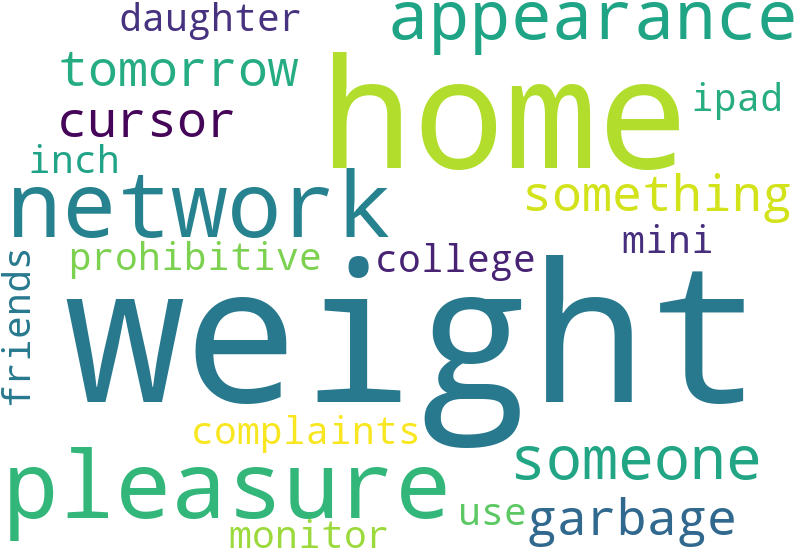 daughter
appearance
tomorrow
home
ipad
cursor
inch
network
something
prohibitive
college
mini
friends
weight
complaints
pleasure
someone
use
garbage
monitor